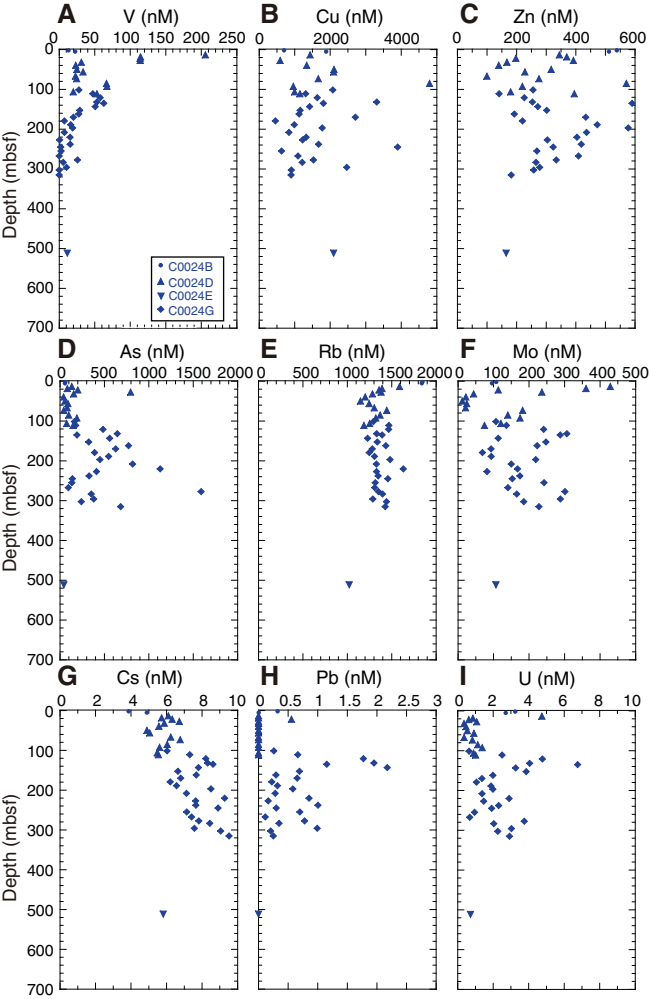 A V (nM) B Cu (nM) C Zn (nM)
0 50 100 150 200 250 0 2000 4000 0 200 400 600
0
100
200
300
400
500
600
700
Depth (mbsf)
C0024B
C0024D
C0024E
C0024G
D As (nM) E Rb (nM) F Mo (nM)
0 500 1000 1500 2000 0 500 1000 1500 2000 0 100 200 300 400 500
0
100
200
300
400
500
600
700
Depth (mbsf)
G Cs (nM) H Pb (nM) I U (nM)
0 2 4 6 8 10 0 0.5 1 1.5 2 2.5 3 0 2 4 6 8 10
0
100
200
300
400
500
600
700
Depth (mbsf)